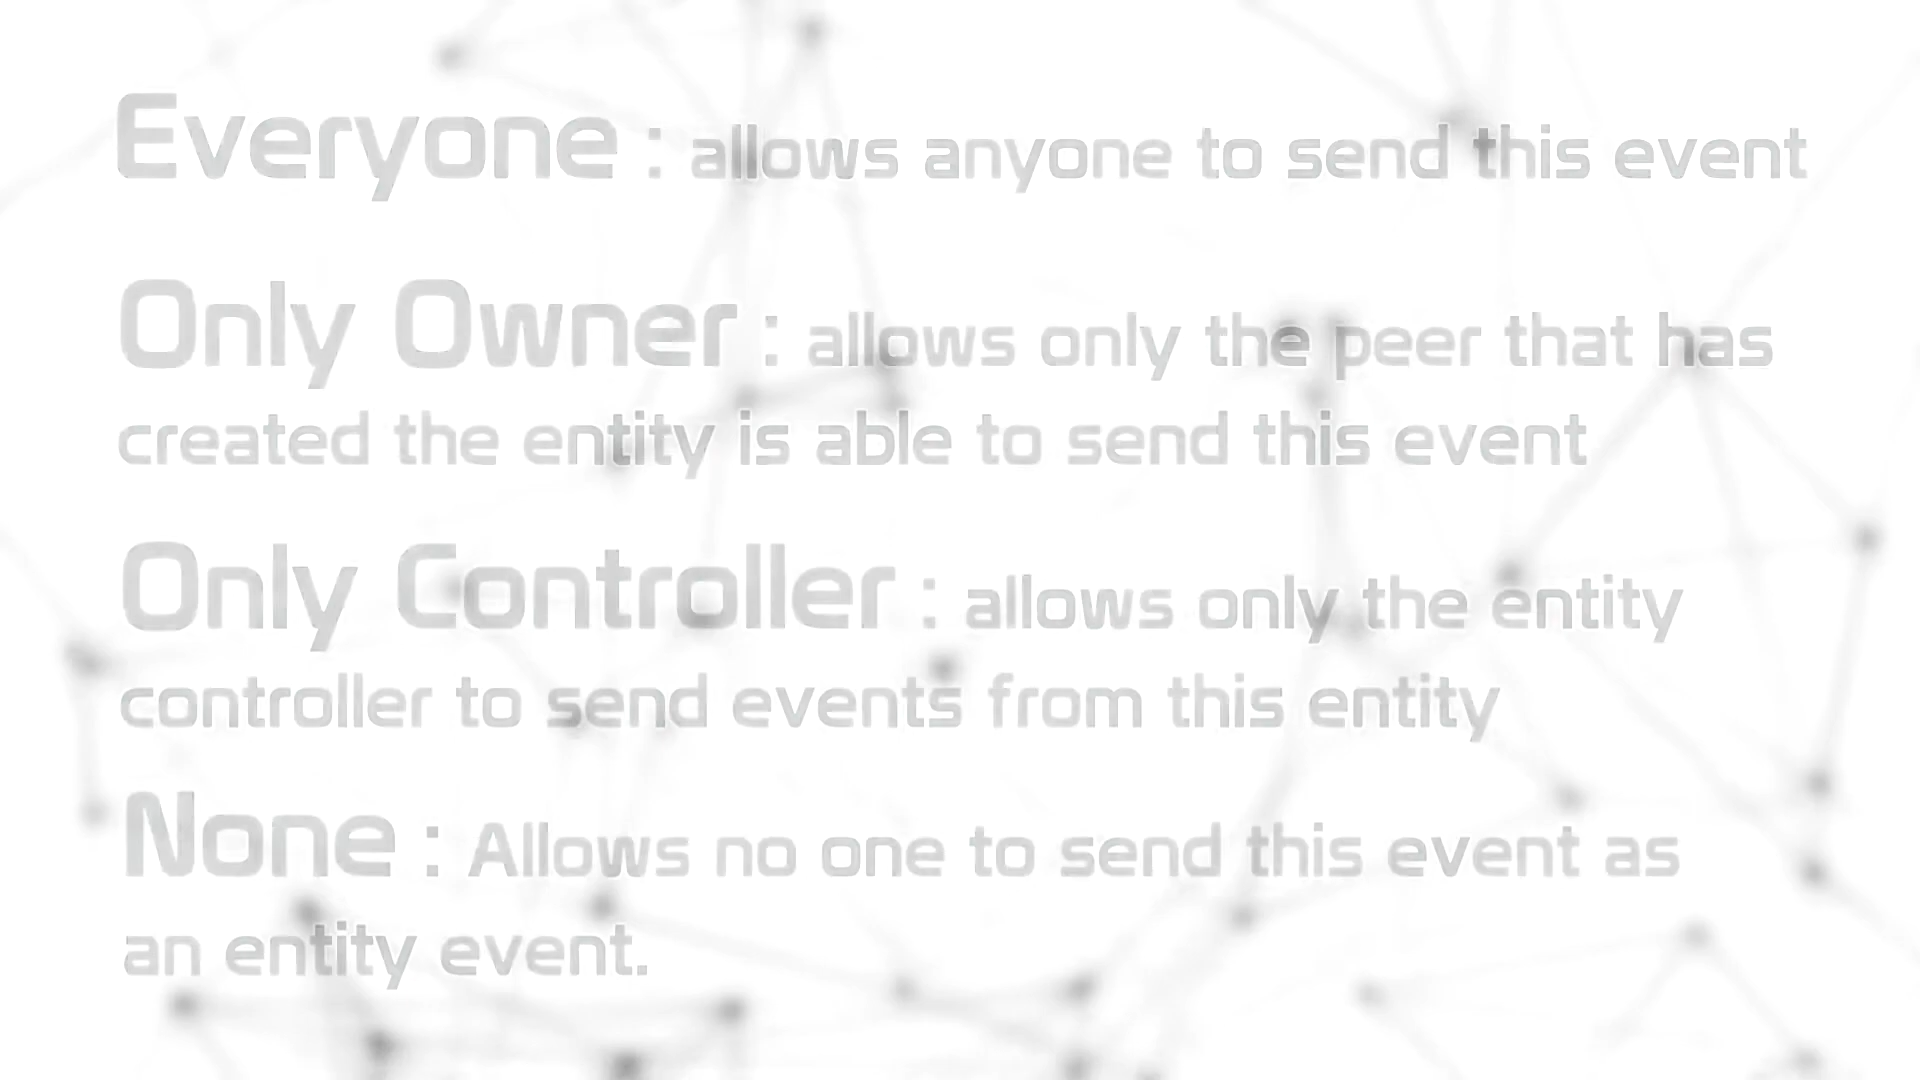 Everyone : allows anyone to send this event
Only Owner : allows only the peer that has
created the entity is able to send this event
Only Controller : allows only the entity
controller to send events from this entity
None : Allows no one to send this event as
an entity event.